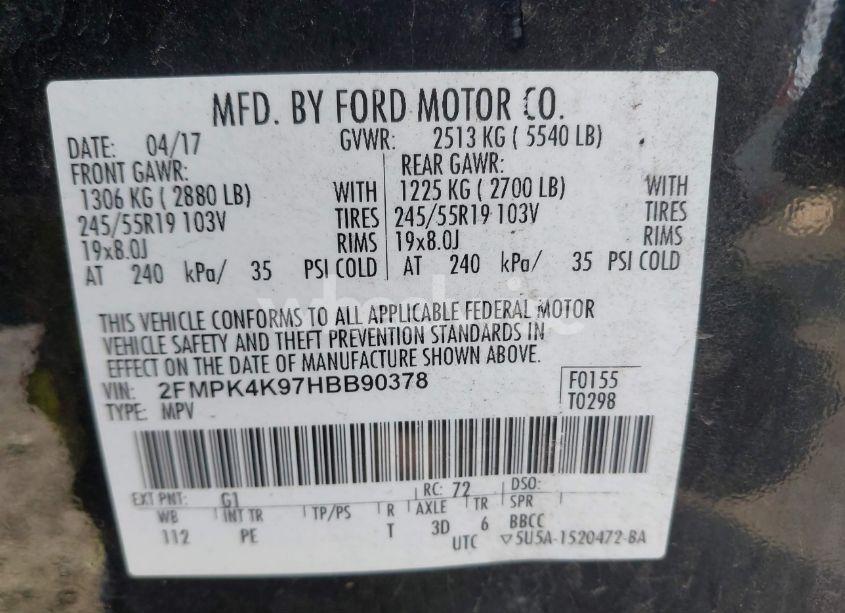 MFD. BY FORD MOTOR CO.
DATE: 04/17 GVWR: 2513 KG ( 5540 LB)
FRONT GAWR: REAR GAWR:
1306 KG ( 2880 LB) WITH 1225 KG ( 2700 LB) WITH
245/55R19 103V TIRES 245/55R19 103V TIRES
19x8.0J RIMS 19x8.0J RIMS
AT 240 kPa/ 35 PSI COLD AT 240 kPa/ 35 PSI COLD
THIS VEHICLE CONFORMS TO ALL APPLICABLE FEDERAL MOTOR
VEHICLE SAFETY AND THEFT PREVENTION STANDARDS IN
EFFECT ON THE DATE OF MANUFACTURE SHOWN ABOVE.
VIN: 2FMPK4K97HBB90378 F0155
TYPE: MPV T0298
EXT PNT: G1 RC: 72 DSO:
WB INT TR TP/PS R AXLE TR SPR
112 PE T 3D 6 BBCC
UTC ▽5U5A-1520472-BA